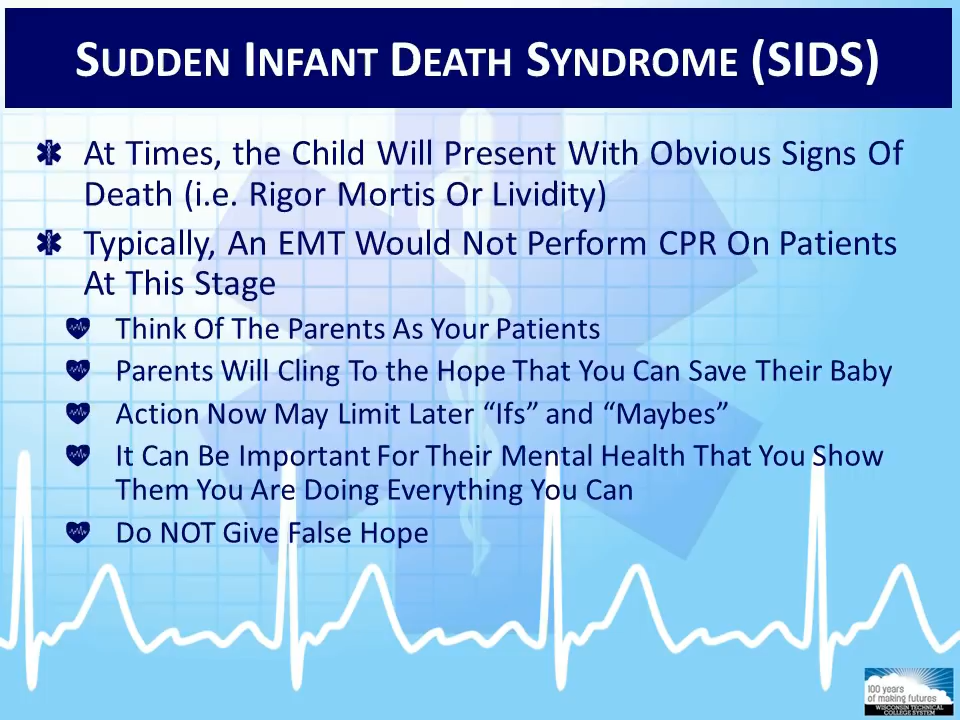 SUDDEN INFANT DEATH SYNDROME (SIDS)
At Times, the Child Will Present With Obvious Signs Of
Death (i.e. Rigor Mortis Or Lividity)
Typically, An EMT Would Not Perform CPR On Patients
At This Stage
Think Of The Parents As Your Patients
Parents Will Cling To the Hope That You Can Save Their Baby
Action Now May Limit Later “Ifs” and “Maybes”
It Can Be Important For Their Mental Health That You Show
Them You Are Doing Everything You Can
Do NOT Give False Hope
100 years
of making futures
WISCONSIN TECHNICAL
COLLEGE SYSTEM